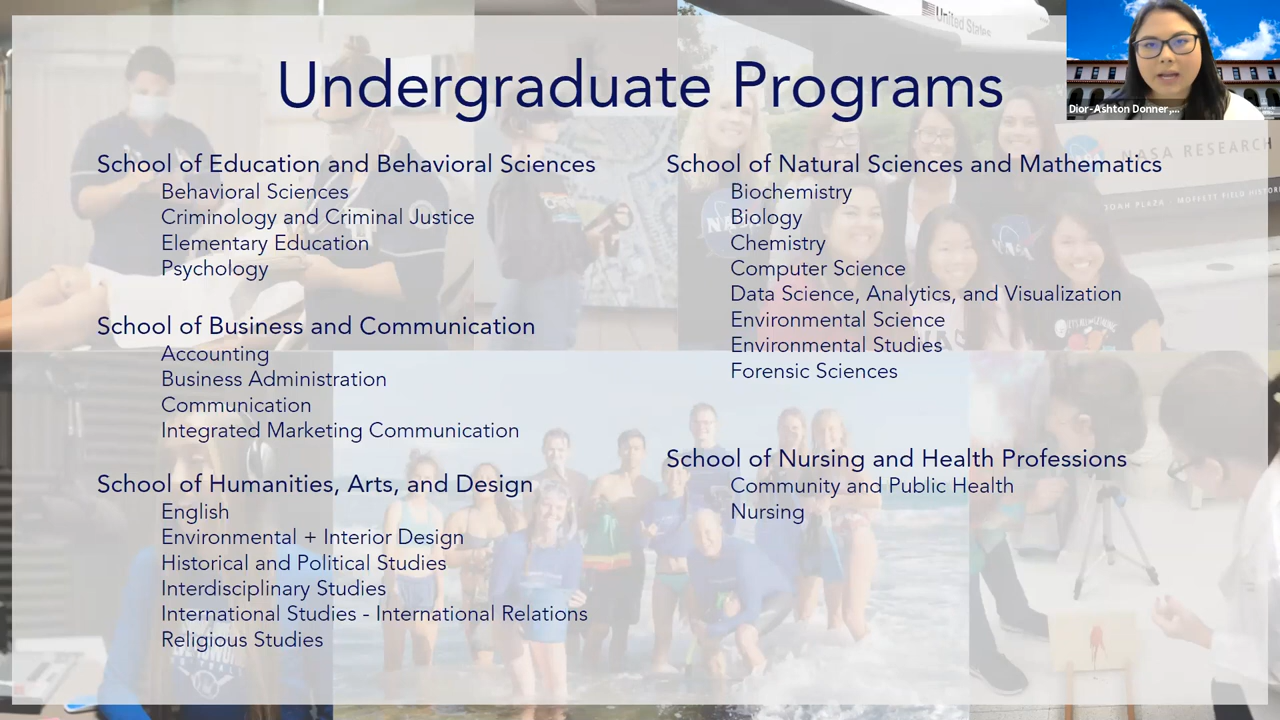 Undergraduate Programs
School of Education and Behavioral Sciences
Behavioral Sciences
Criminology and Criminal Justice
Elementary Education
Psychology
School of Business and Communication
Accounting
Business Administration
Communication
Integrated Marketing Communication
School of Humanities, Arts, and Design
English
Environmental + Interior Design
Historical and Political Studies
Interdisciplinary Studies
International Studies - International Relations
Religious Studies
School of Natural Sciences and Mathematics
Biochemistry
Biology
Chemistry
Computer Science
Data Science, Analytics, and Visualization
Environmental Science
Environmental Studies
Forensic Sciences
School of Nursing and Health Professions
Community and Public Health
Nursing
Dior-Ashton Donner,...
United States
NASA RESEARCH
NASA
NASA